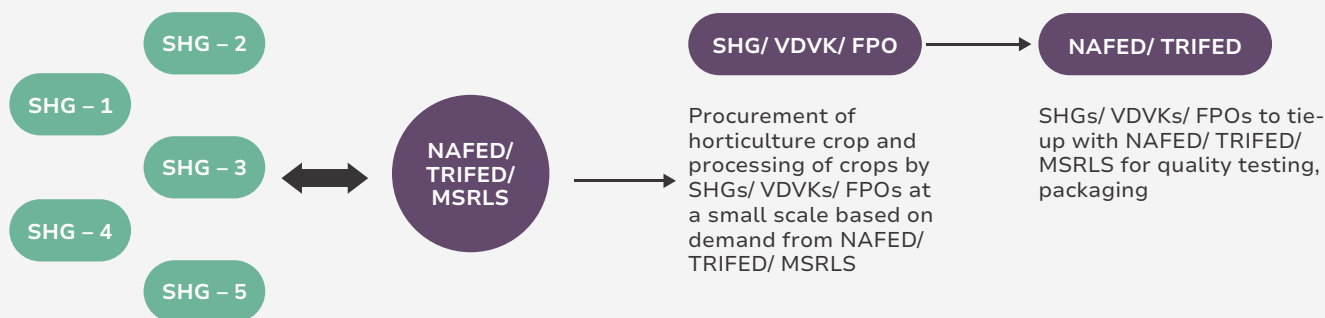 SHG – 2
SHG – 1
SHG – 3
SHG – 4
SHG – 5
NAFED/
TRIFED/
MSRLS
SHG/ VDVK/ FPO
Procurement of
horticulture crop and
processing of crops by
SHGs/ VDVKs/ FPOs at
a small scale based on
demand from NAFED/
TRIFED/ MSRLS
NAFED/ TRIFED
SHGs/ VDVKs/ FPOs to tie-
up with NAFED/ TRIFED/
MSRLS for quality testing,
packaging